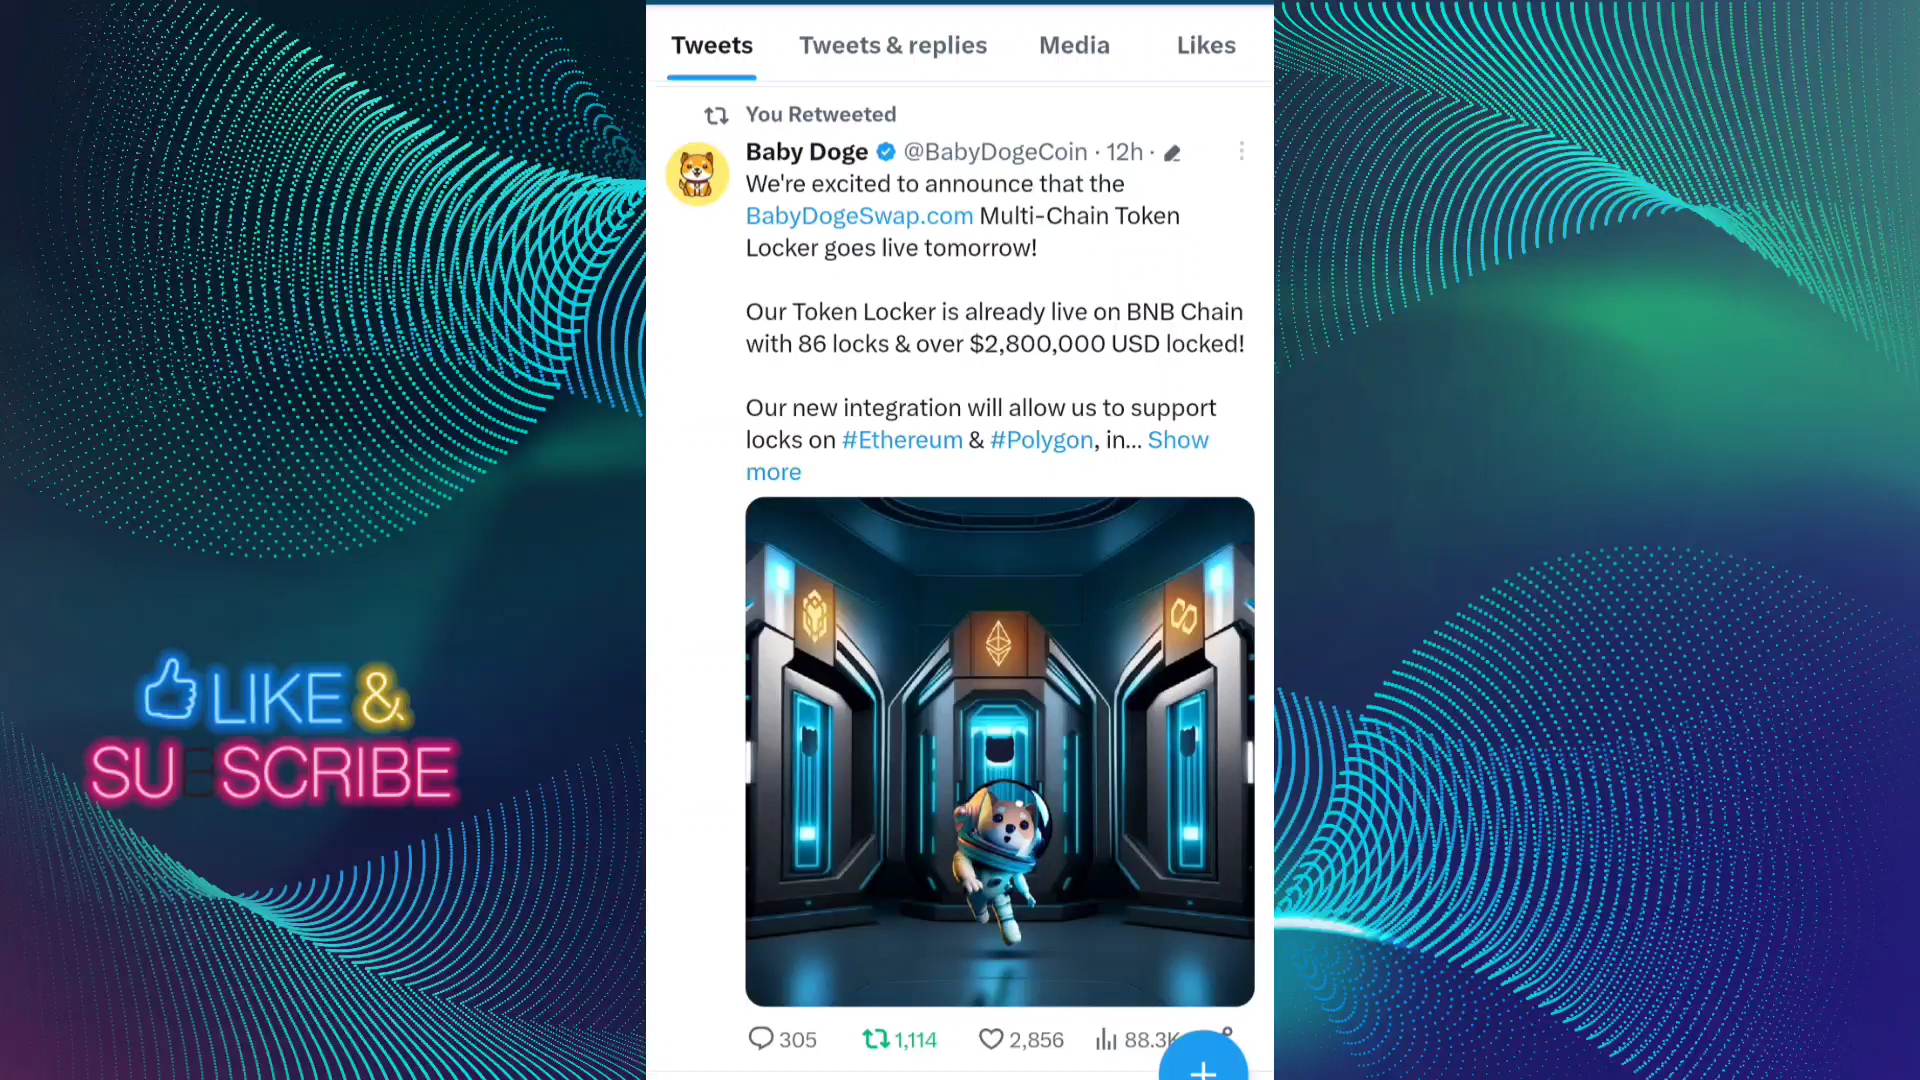 Tweets Tweets & replies Media Likes
You Retweeted
Baby Doge @BabyDogeCoin · 12h ·
We're excited to announce that the
BabyDogeSwap.com Multi-Chain Token
Locker goes live tomorrow!
Our Token Locker is already live on BNB Chain
with 86 locks & over $2,800,000 USD locked!
Our new integration will allow us to support
locks on #Ethereum & #Polygon, in... Show
more
LIKE &
SUBSCRIBE
305 1,114 2,856 88.3K